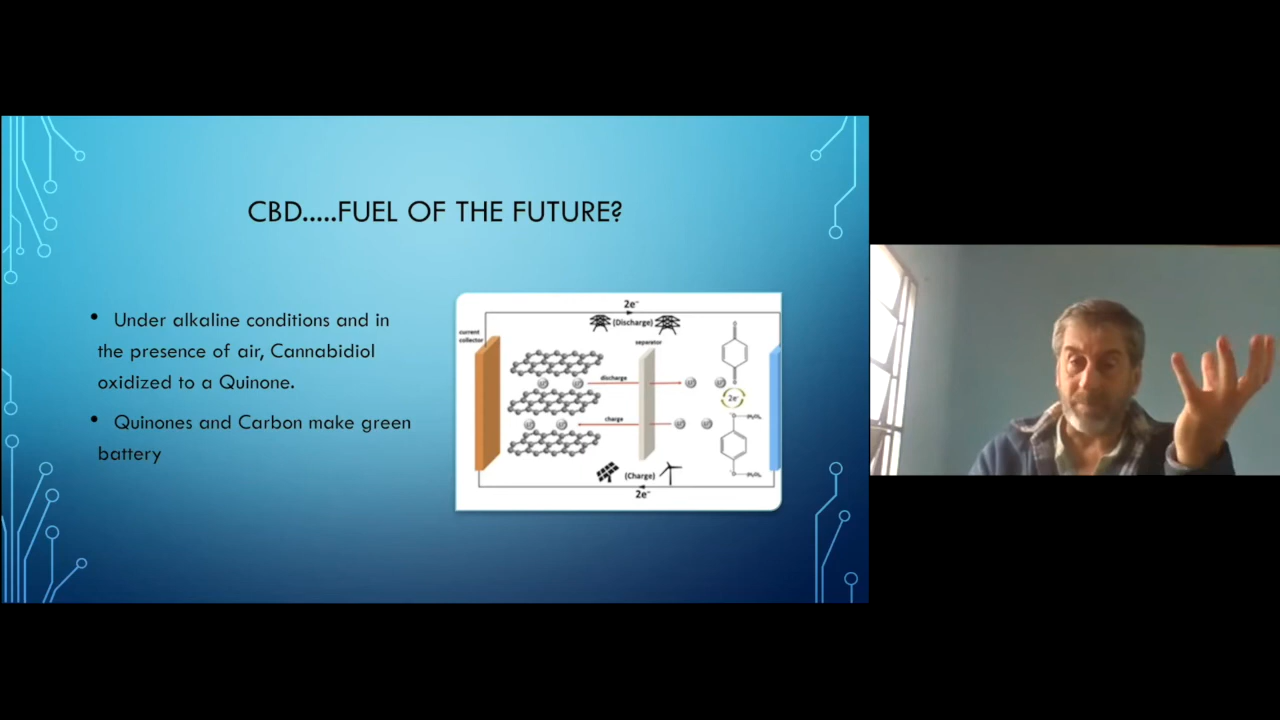 CBD.....FUEL OF THE FUTURE?
• Under alkaline conditions and in
the presence of air, Cannabidiol
oxidized to a Quinone.
• Quinones and Carbon make green
battery
2e⁻
current
collector
(Discharge)
separator
discharge
2e⁻
charge
(Charge)
2e⁻